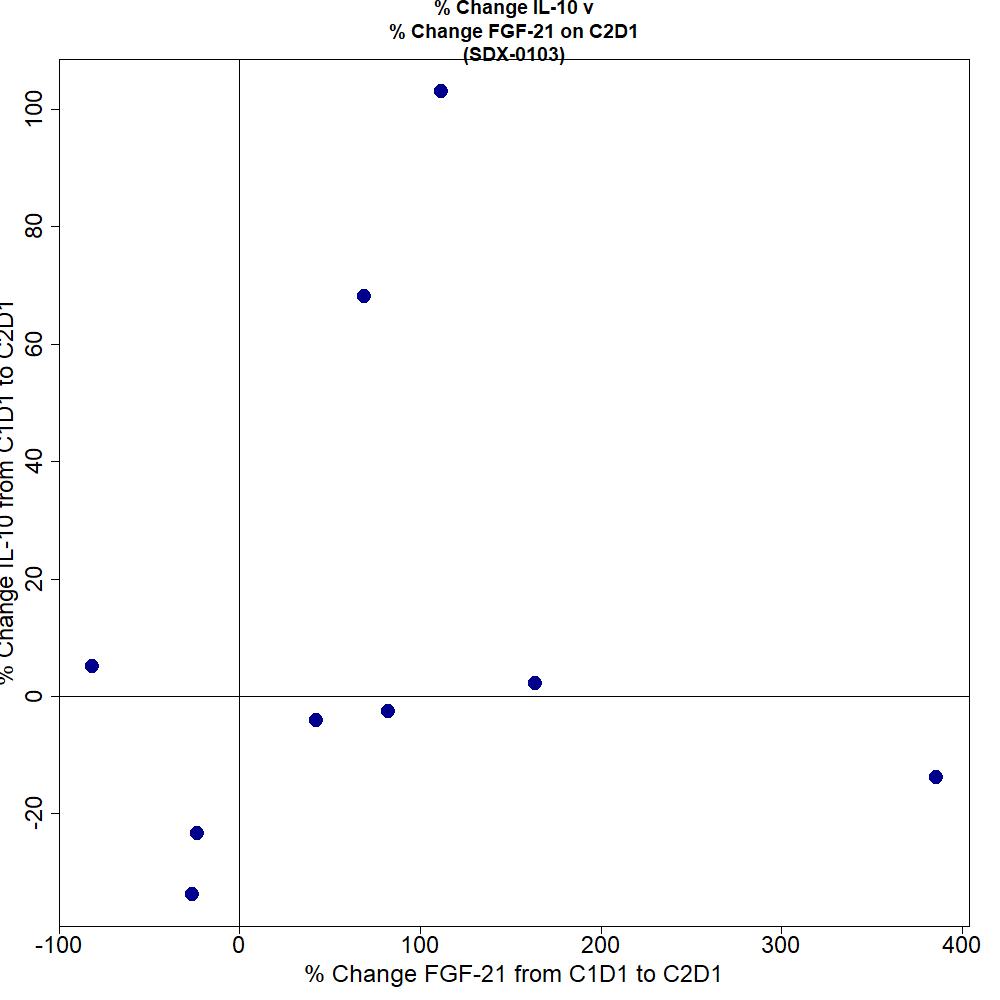 % Change IL-10 v
% Change FGF-21 on C2D1
(SDX-0103)
% Change IL-10 from C1D1 to C2D1
100
80
60
40
20
0
-20
-100 0 100 200 300 400
% Change FGF-21 from C1D1 to C2D1